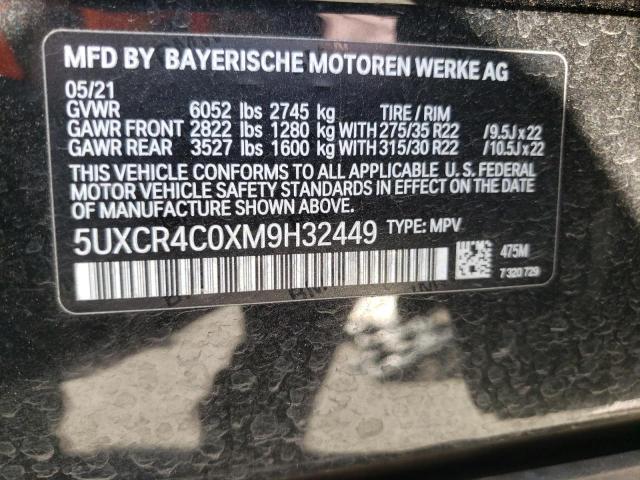 MFD BY BAYERISCHE MOTOREN WERKE AG
05/21
GVWR 6052 lbs 2745 kg TIRE / RIM
GAWR FRONT 2822 lbs 1280 kg WITH 275/35 R22 /9.5J x 22
GAWR REAR 3527 lbs 1600 kg WITH 315/30 R22 /10.5J x 22
THIS VEHICLE CONFORMS TO ALL APPLICABLE U. S. FEDERAL
MOTOR VEHICLE SAFETY STANDARDS IN EFFECT ON THE DATE
OF MANUFACTURE SHOWN ABOVE.
5UXCR4C0XM9H32449 TYPE: MPV
475M
7 320 729